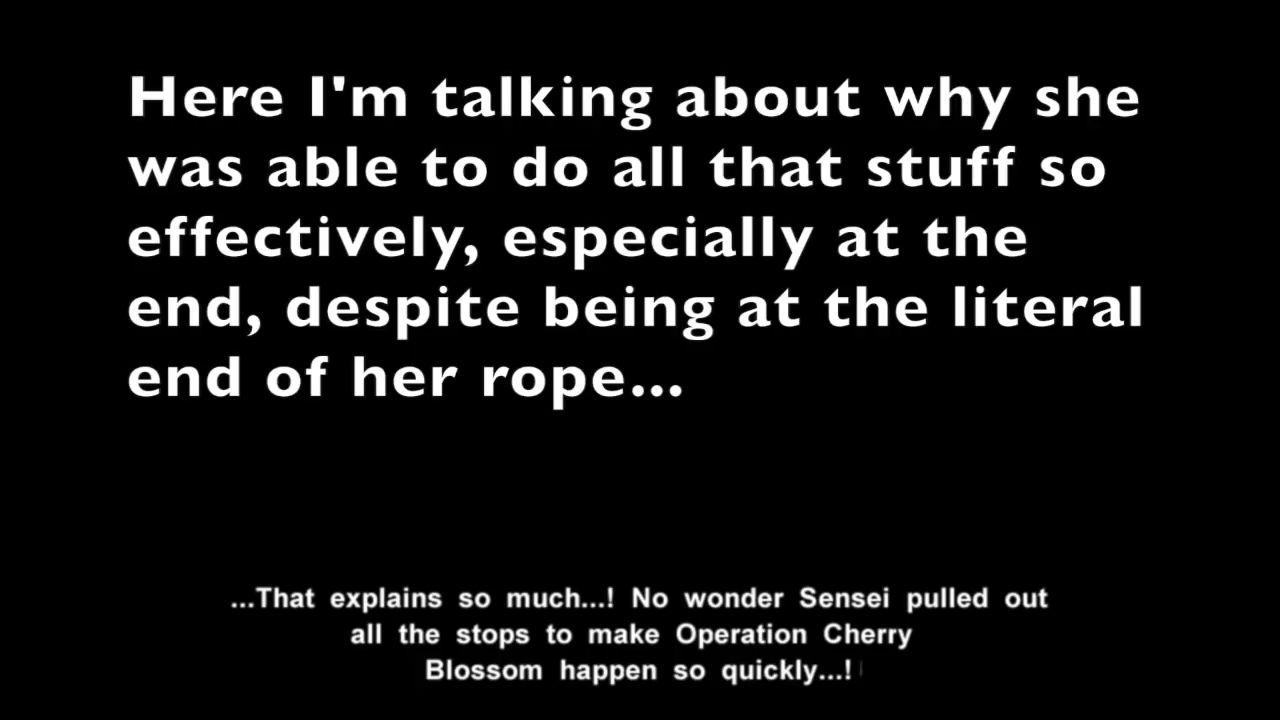 Here I'm talking about why she
was able to do all that stuff so
effectively, especially at the
end, despite being at the literal
end of her rope...
...That explains so much...! No wonder Sensei pulled out
all the stops to make Operation Cherry
Blossom happen so quickly...!